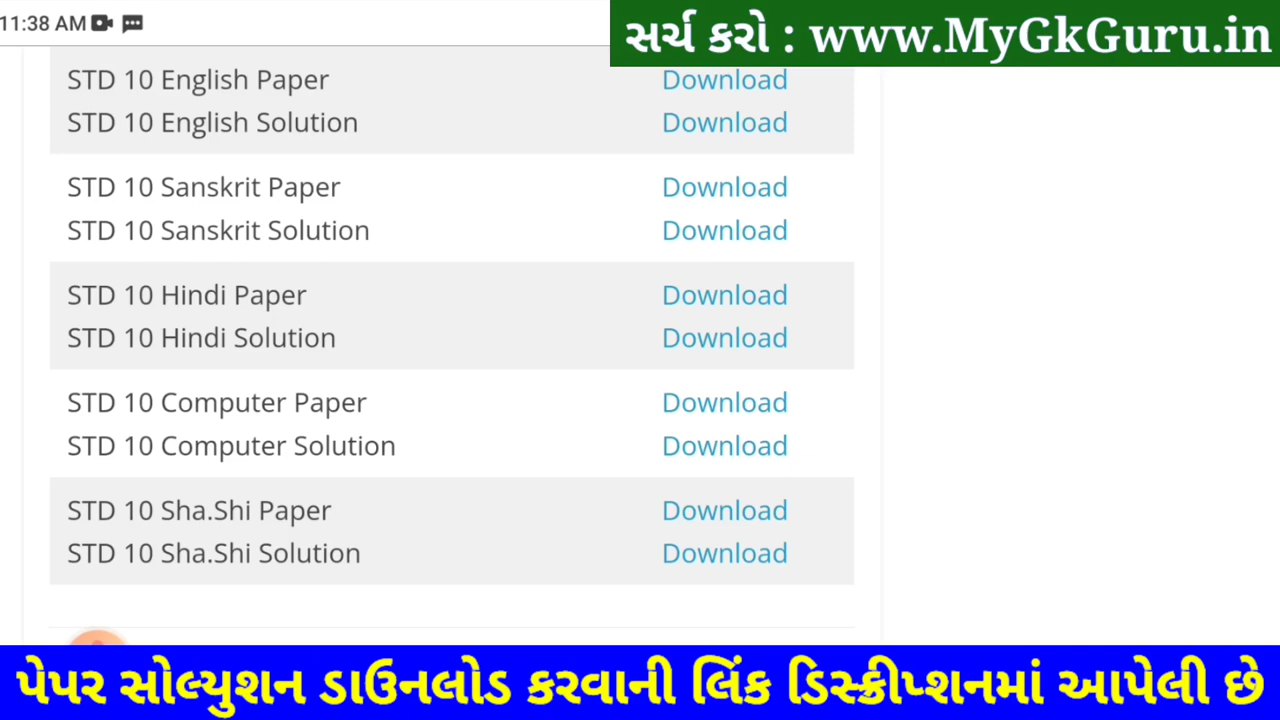 11:38 AM
સર્ચ કરો : www.MyGkGuru.in
STD 10 English Paper Download
STD 10 English Solution Download
STD 10 Sanskrit Paper Download
STD 10 Sanskrit Solution Download
STD 10 Hindi Paper Download
STD 10 Hindi Solution Download
STD 10 Computer Paper Download
STD 10 Computer Solution Download
STD 10 Sha.Shi Paper Download
STD 10 Sha.Shi Solution Download
પેપર સોલ્યુશન ડાઉનલોડ કરવાની લિંક ડિસ્ક્રીપ્શનમાં આપેલી છે